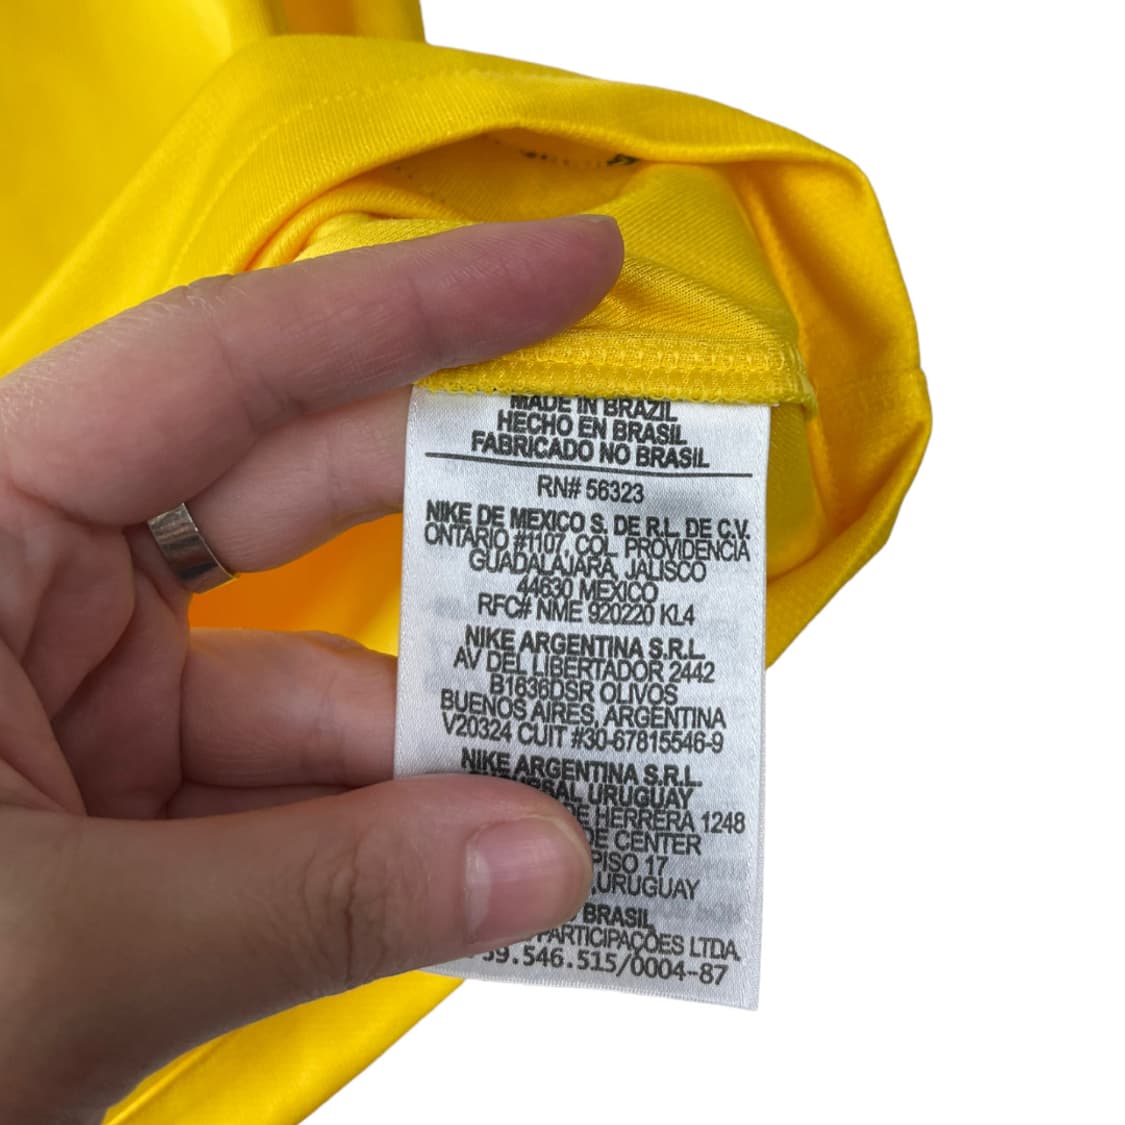 MADE IN BRAZIL
HECHO EN BRASIL
FABRICADO NO BRASIL
RN# 56323
NIKE DE MEXICO S. DE R.L. DE C.V.
ONTARIO #1107, COL PROVIDENCIA
GUADALAJARA, JALISCO
44630 MEXICO
RFC# NME 920220 KL4
NIKE ARGENTINA S.R.L.
AV DEL LIBERTADOR 2442
B1636DSR OLIVOS
BUENOS AIRES, ARGENTINA
V20324 CUIT #30-67815546-9
NIKE ARGENTINA S.R.L.
URUGUAY
HERRERA 1248
CENTER
PISO 17
,URUGUAY
BRASIL
PARTICIPAÇOES LTDA.
59.546.515/0004-87